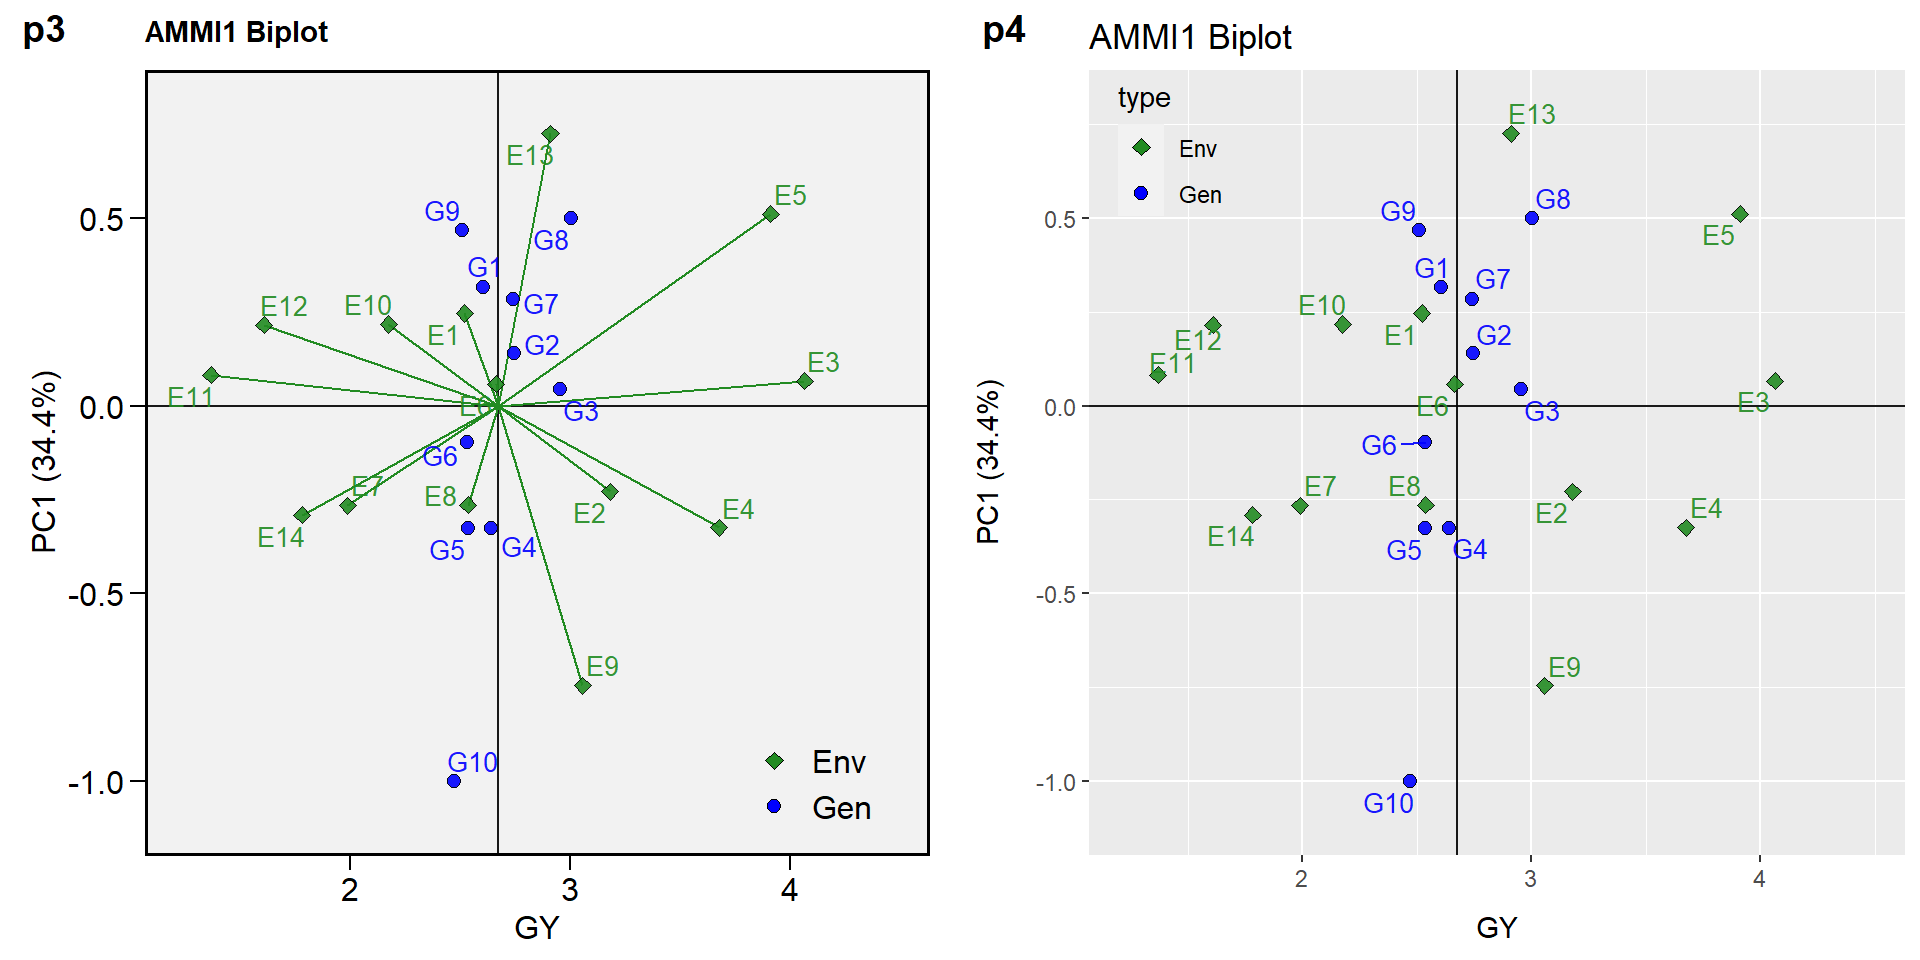 p3
AMMI1 Biplot
E13
E5
G9
G8
G1
E12
E10
G7
E1
G2
E3
E11
E6
G3
G6
E7
E8
E2
E4
E14
G5
G4
E9
G10
Env
Gen
0.5
0.0
-0.5
-1.0
PC1 (34.4%)
2
3
4
GY
p4
AMMI1 Biplot
type
Env
Gen
E13
G8
G9
E5
G1
G7
E10
E1
G2
E12
E11
E6
E3
G3
G6
E7
E8
E2
E4
E14
G5
G4
E9
G10
0.5
0.0
-0.5
-1.0
PC1 (34.4%)
2
3
4
GY